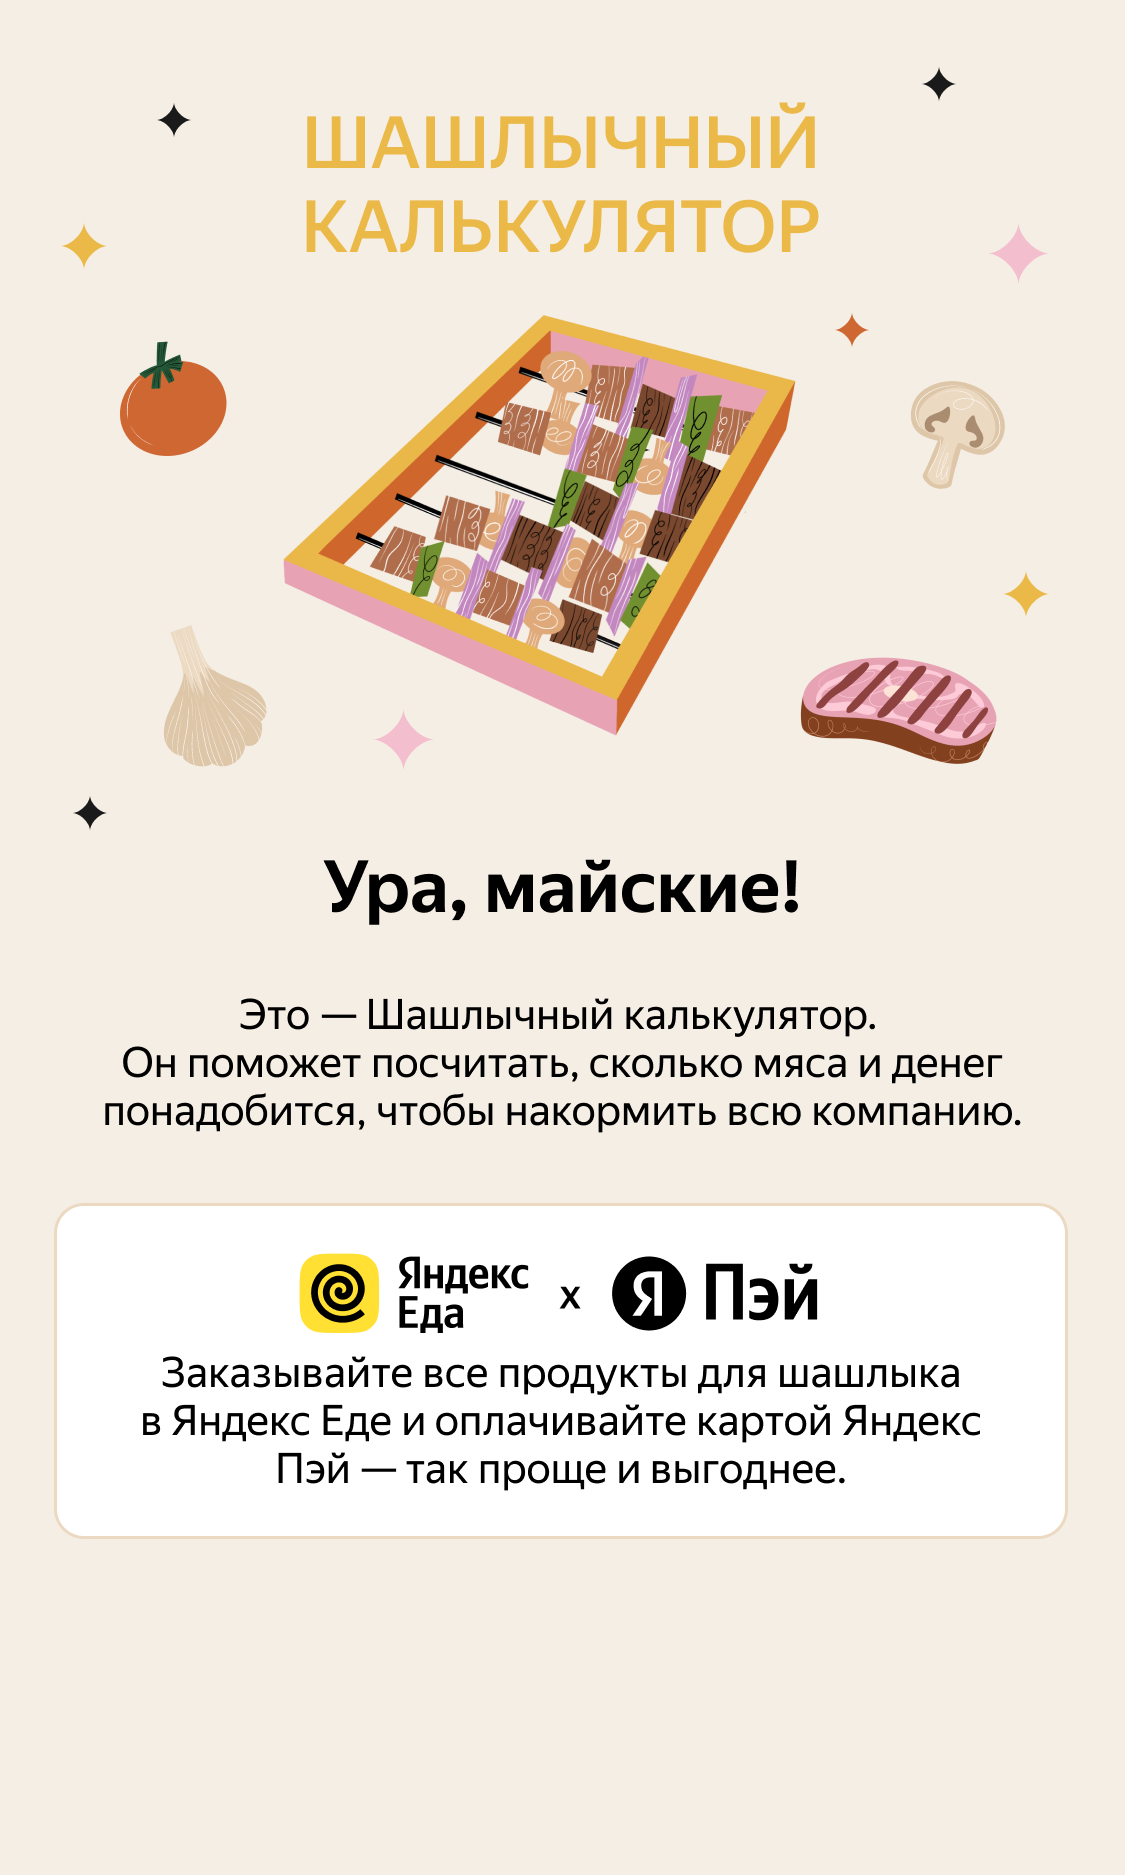 ШАШЛЫЧНЫЙ
КАЛЬКУЛЯТОР
Ура, майские!
Это — Шашлычный калькулятор.
Он поможет посчитать, сколько мяса и денег
понадобится, чтобы накормить всю компанию.
Яндекс
Еда
x
Я Пэй
Заказывайте все продукты для шашлыка
в Яндекс Еде и оплачивайте картой Яндекс
Пэй — так проще и выгоднее.